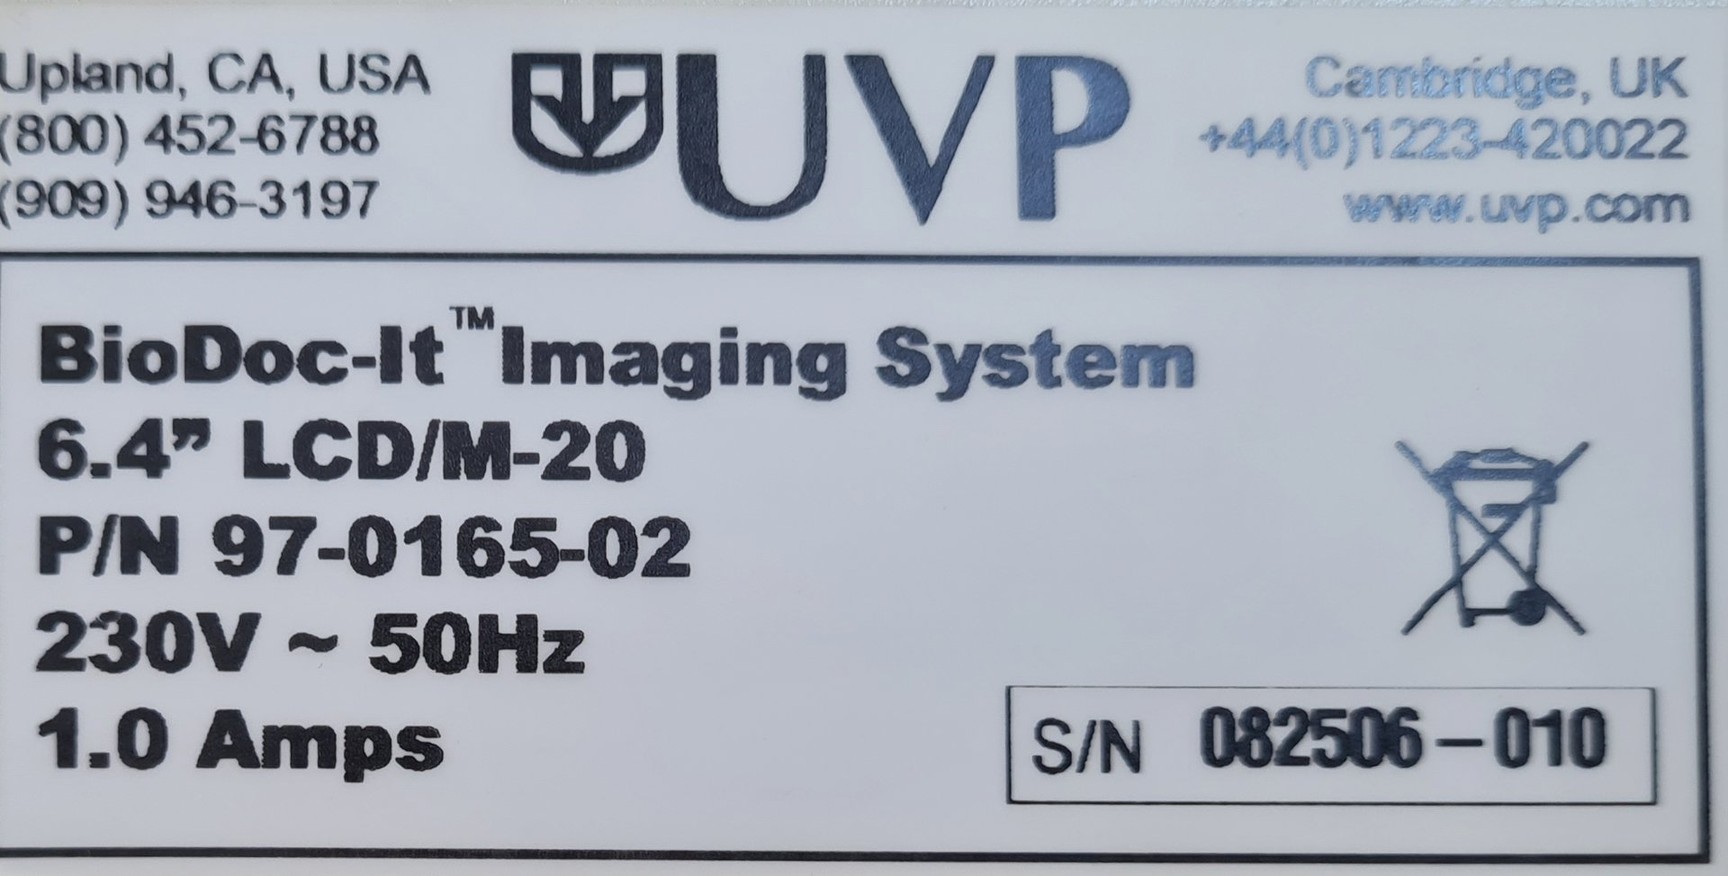 Upland, CA, USA
(800) 452-6788
(909) 946-3197
UVP
Cambridge, UK
+44(0)1223-420022
www.uvp.com
BioDoc-It™ Imaging System
6.4” LCD/M-20
P/N 97-0165-02
230V ~ 50Hz
1.0 Amps
S/N 082506-010